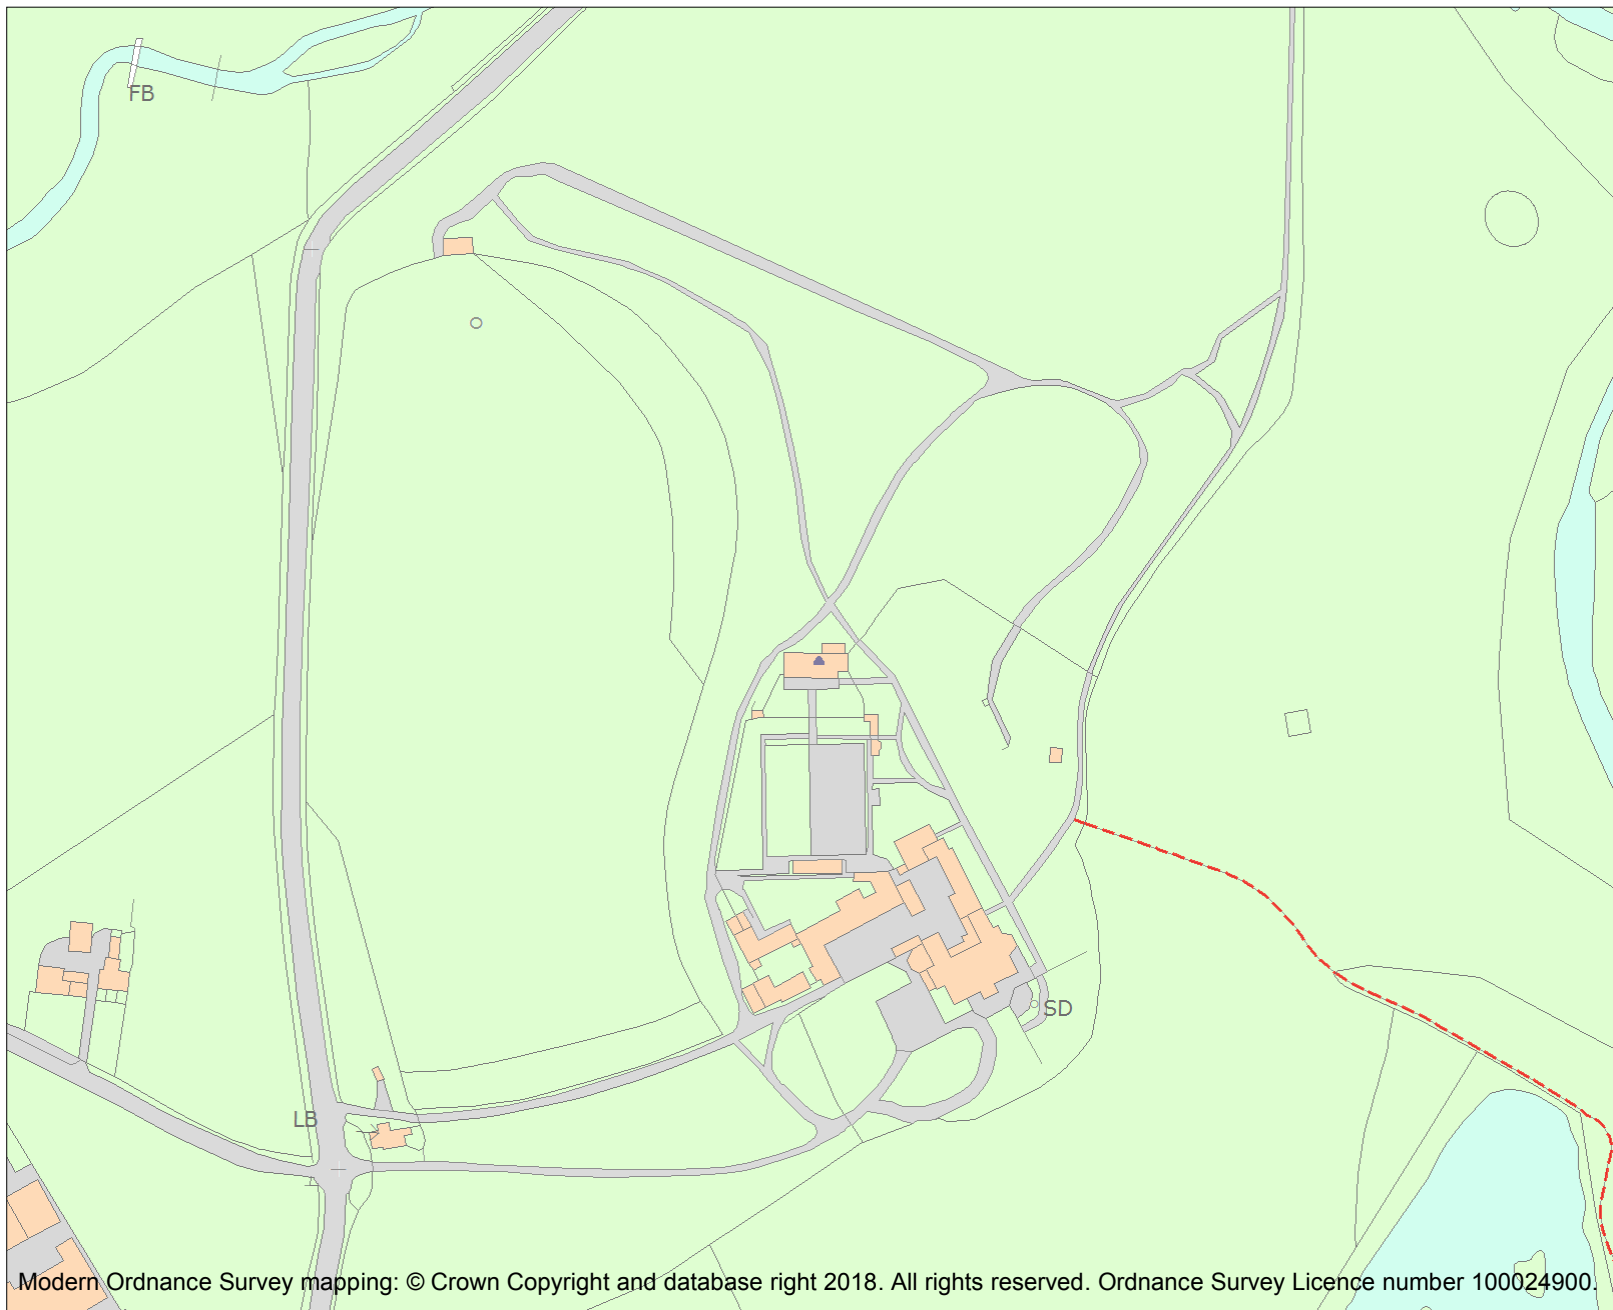 FB
SD
LB
Modern Ordnance Survey mapping: © Crown Copyright and database right 2018. All rights reserved. Ordnance Survey Licence number 100024900.